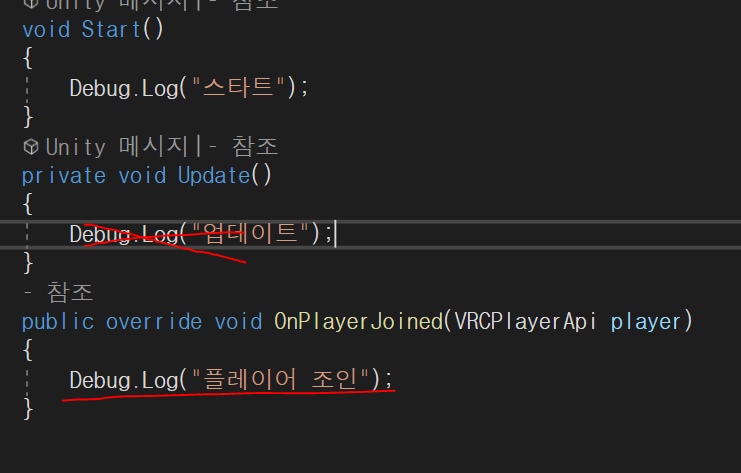 Unity 메시지|- 참조
void Start()
{
Debug.Log("스타트");
}
Unity 메시지|- 참조
private void Update()
{
Debug.Log("업데이트");
}
- 참조
public override void OnPlayerJoined(VRCPlayerApi player)
{
Debug.Log("플레이어 조인");
}